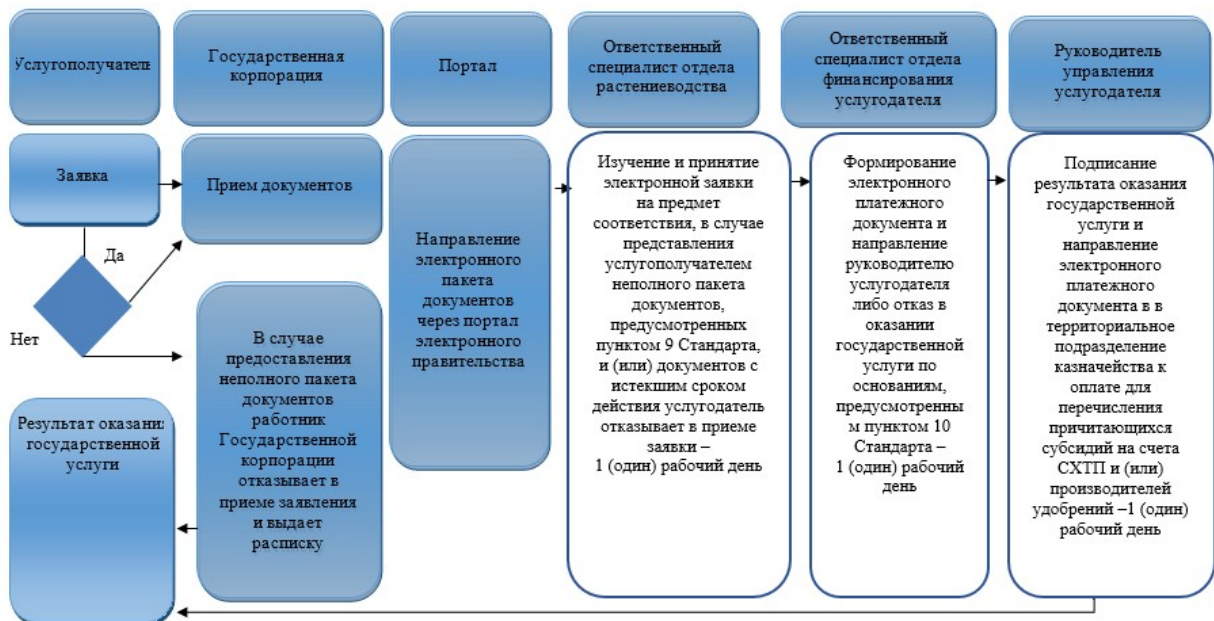 Услугополучатель
Государственная
корпорация
Портал
Ответственный
специалист отдела
растениеводства
Ответственный
специалист отдела
финансирования
услугодателя
Руководитель
управления
услугодателя
Заявка
Прием документов
Да
Нет
В случае
предоставления
неполного пакета
документов
работник
Государственной
корпорации
отказывает в
приеме заявления
и выдает
расписку
Результат оказания
государственной
услуги
Направление
электронного
пакета
документов
через портал
электронного
правительства
Изучение и принятие
электронной заявки
на предмет
соответствия, в случае
представления
услугополучателем
неполного пакета
документов,
предусмотренных
пунктом 9 Стандарта,
и (или) документов с
истекшим сроком
действия услугодатель
отказывает в приеме
заявки –
1 (один) рабочий день
Формирование
электронного
платежного
документа и
направление
руководителю
услугодателя
либо отказ в
оказании
государственной
услуги по
основаниям,
предусмотренны
м пунктом 10
Стандарта –
1 (один) рабочий
день
Подписание
результата оказания
государственной
услуги и
направление
электронного
платежного
документа в в
территориальное
подразделение
казначейства к
оплате для
перечисления
причитающихся
субсидий на счета
СХТП и (или)
производителей
удобрений –1 (один)
рабочий день